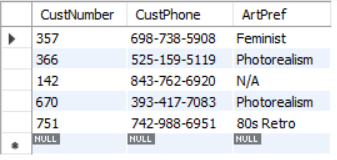 CustNumber CustPhone ArtPref
357 698-738-5908 Feminist
366 525-159-5119 Photorealism
142 843-762-6920 N/A
670 393-417-7083 Photorealism
751 742-988-6951 80s Retro
NULL NULL NULL